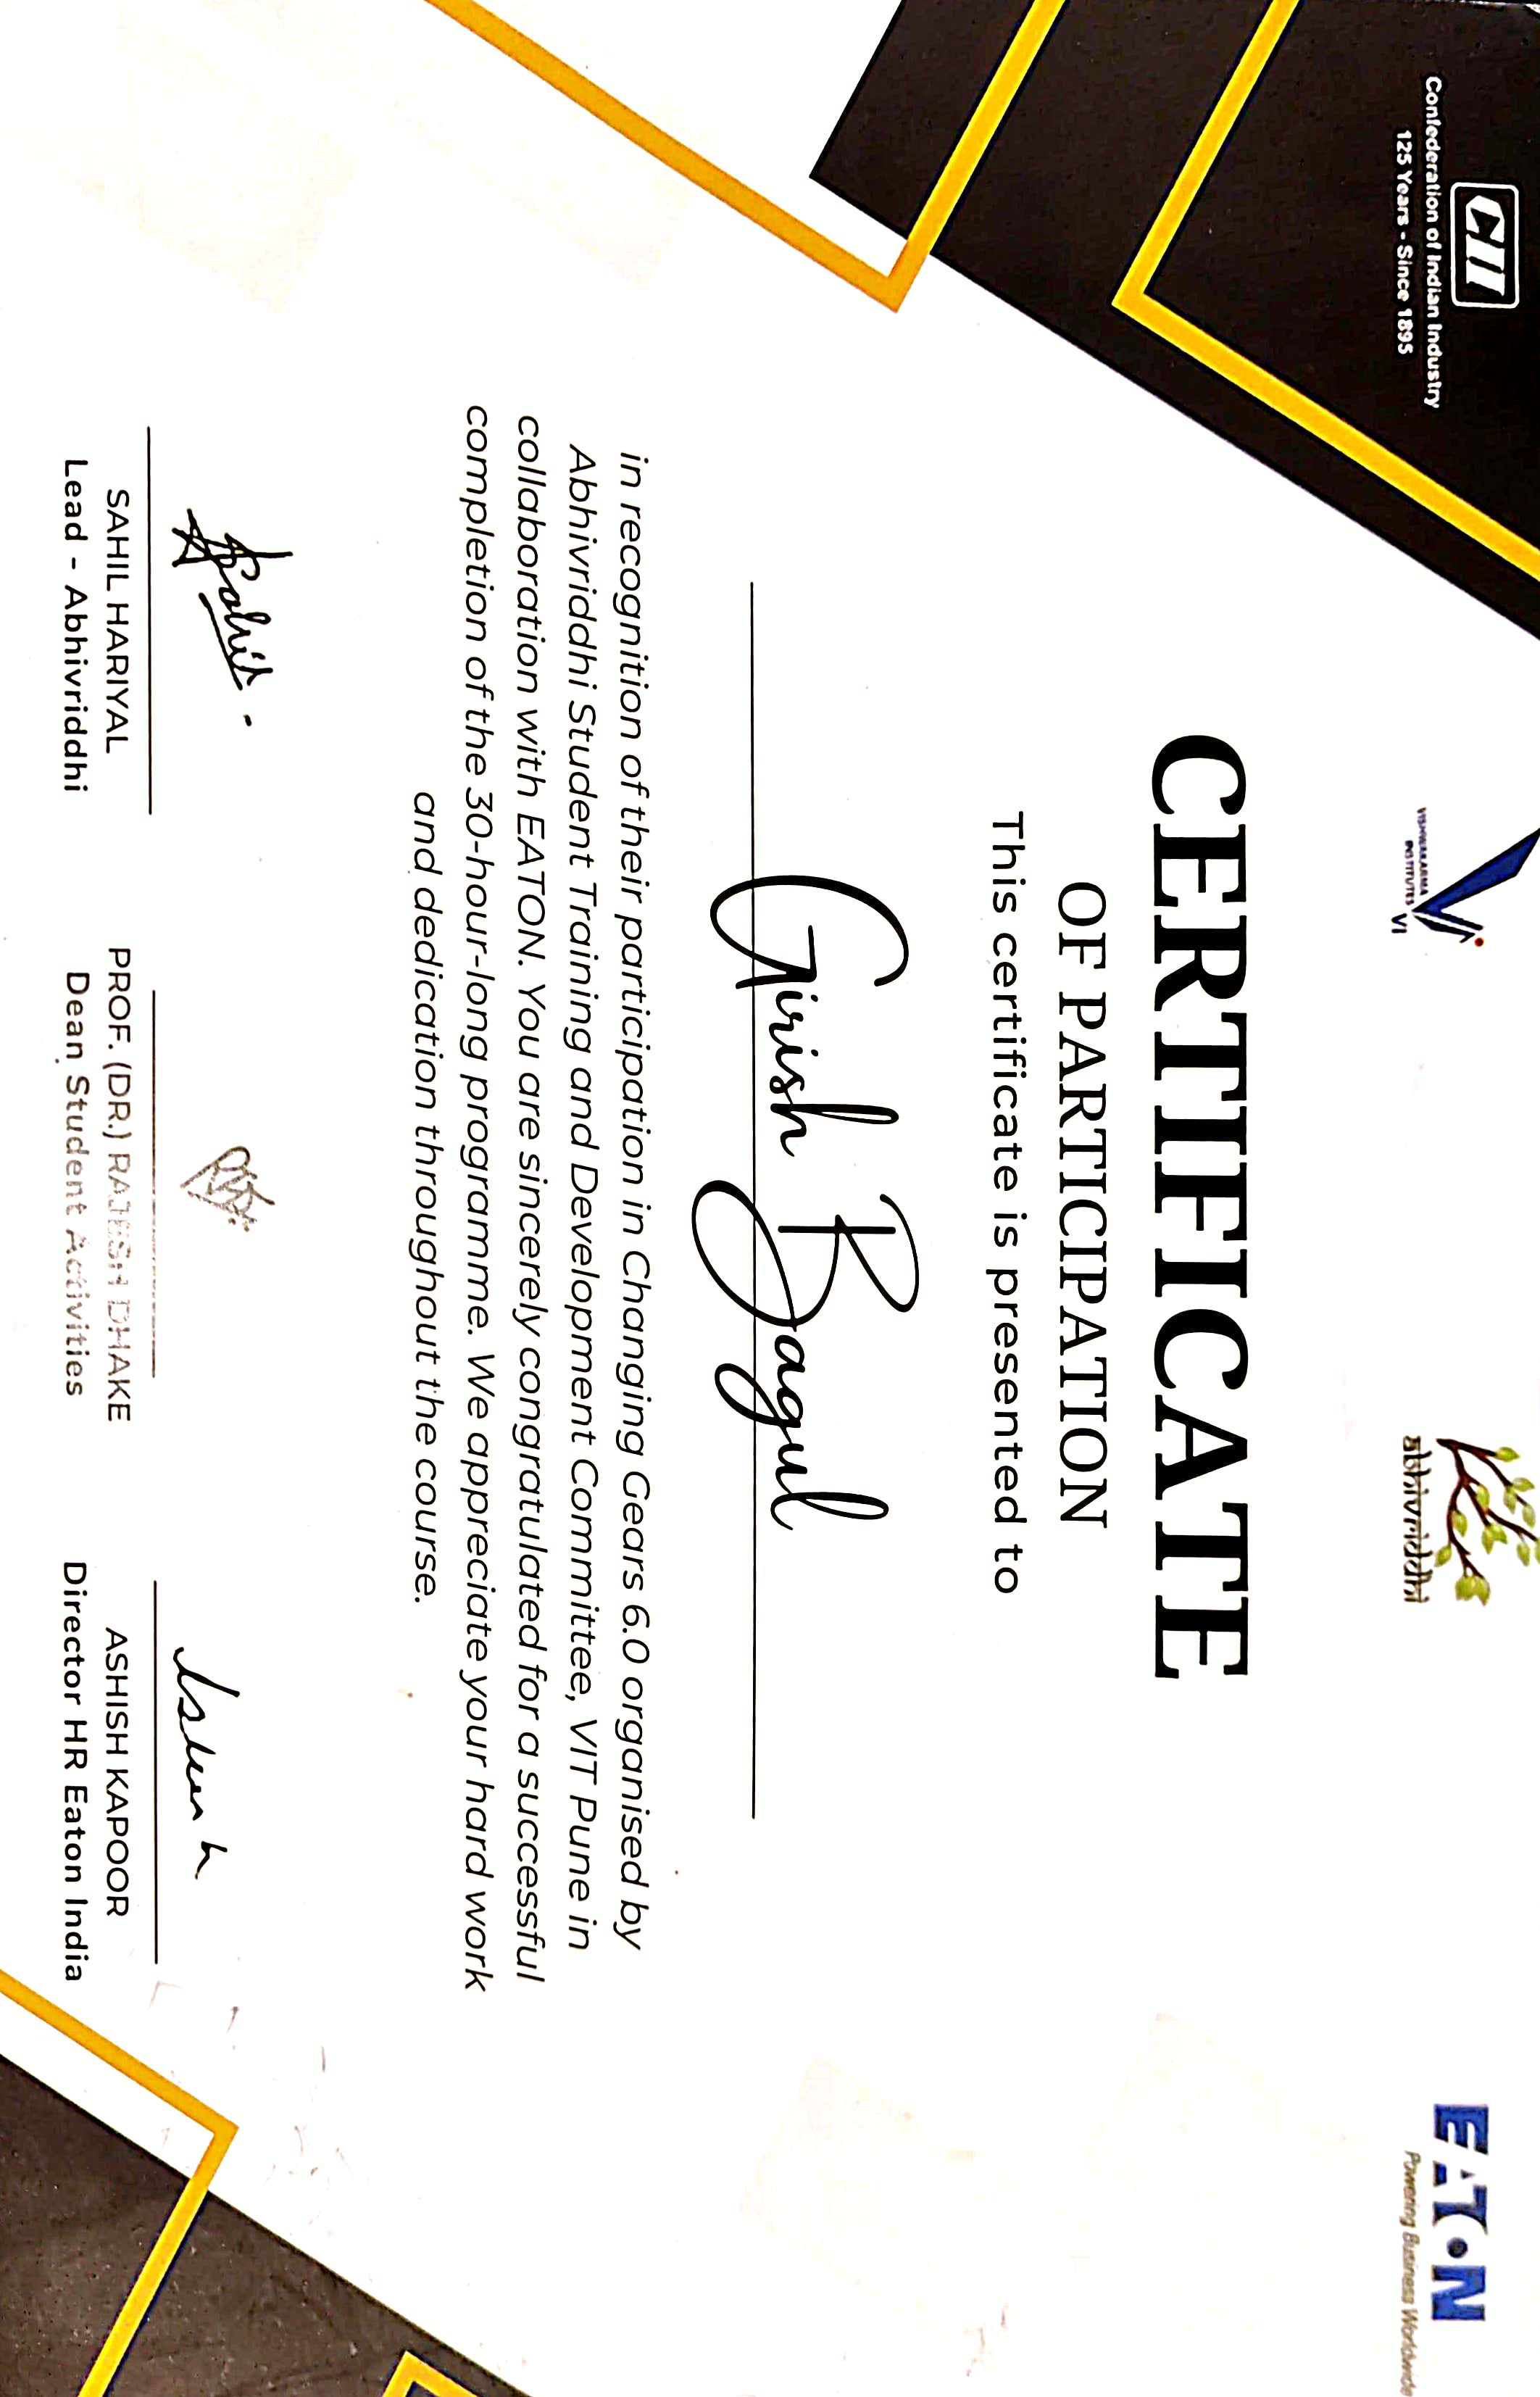 CII
Confederation of Indian Industry
125 Years - Since 1895
VISHWAKARMA
INSTITUTES
VI
abhivriddhi
EATON
Powering Business Worldwide
CERTIFICATE
OF PARTICIPATION
This certificate is presented to
Girish Bagul
in recognition of their participation in Changing Gears 6.0 organised by
Abhivriddhi Student Training and Development Committee, VIT Pune in
collaboration with EATON. You are sincerely congratulated for a successful
completion of the 30-hour-long programme. We appreciate your hard work
and dedication throughout the course.
SAHIL HARIYAL
Lead - Abhivriddhi
PROF. (DR.) RAJESH DHAKE
Dean Student Activities
ASHISH KAPOOR
Director HR Eaton India